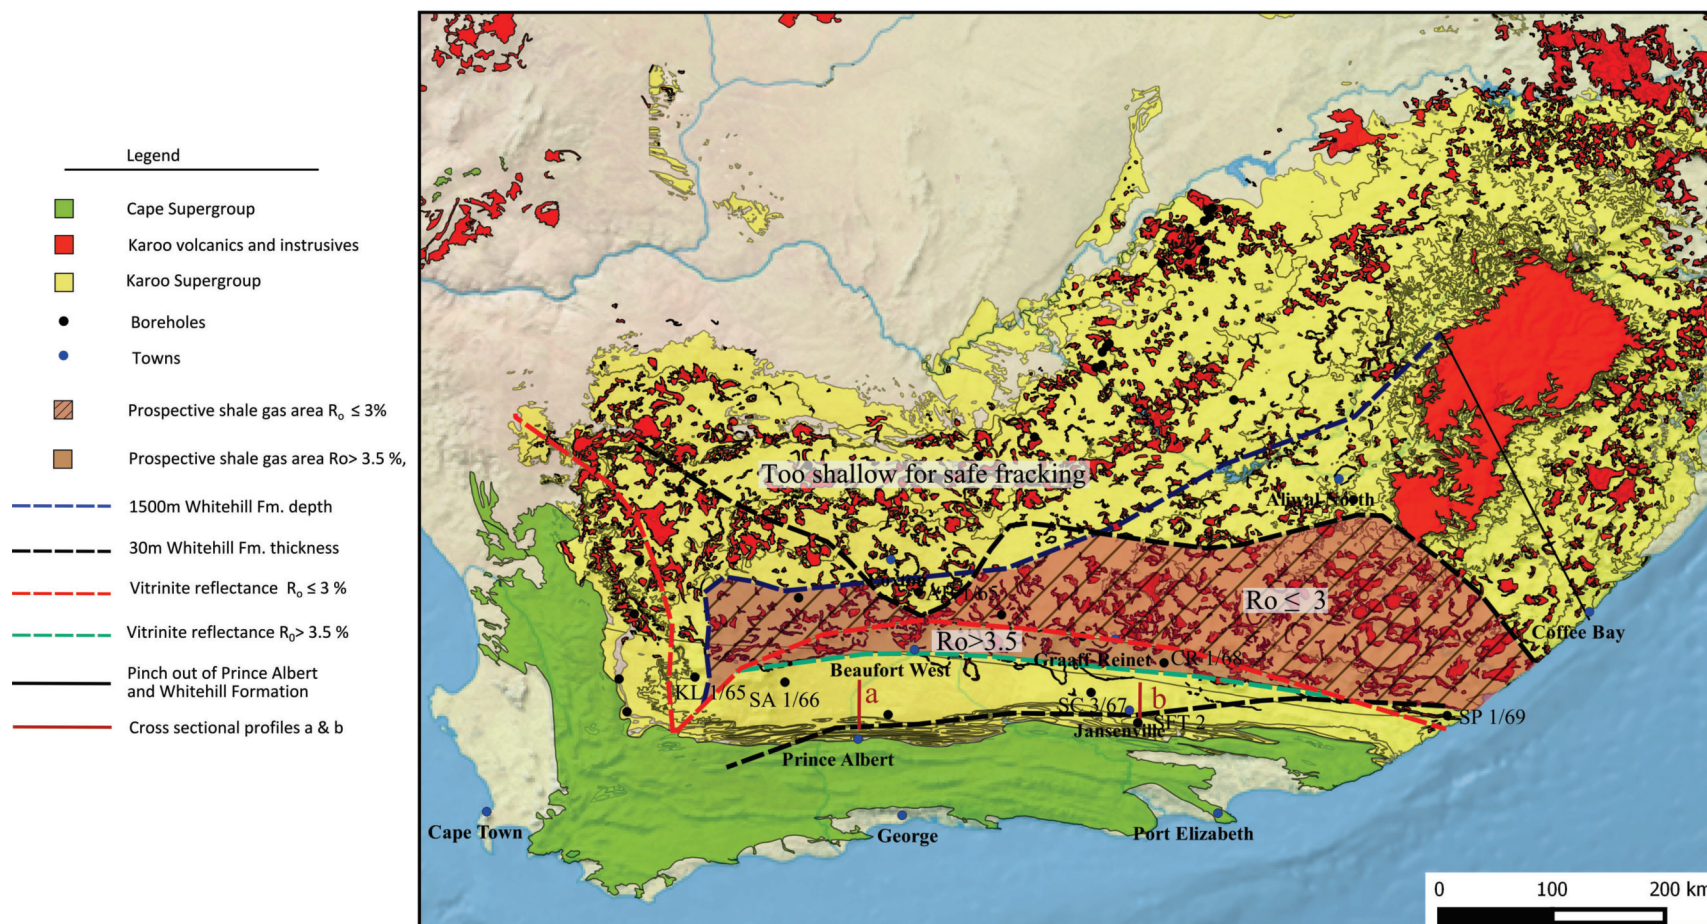 Legend
Cape Supergroup
Karoo volcanics and instrusives
Karoo Supergroup
Boreholes
Towns
Prospective shale gas area Ro ≤ 3%
Prospective shale gas area Ro> 3.5 %,
1500m Whitehill Fm. depth
30m Whitehill Fm. thickness
Vitrinite reflectance Ro ≤ 3 %
Vitrinite reflectance R0> 3.5 %
Pinch out of Prince Albert
and Whitehill Formation
Cross sectional profiles a & b
Too shallow for safe fracking
Aliwal North
Ro ≤ 3
Coffee Bay
Ro>3.5
Beaufort West
Graaff-Reinet
CR 1/68
KL 1/65
SA 1/66
a
SC 3/67
b
SFT 2
SP 1/69
Jansenville
Prince Albert
Cape Town
George
Port Elizabeth
0 100 200 km